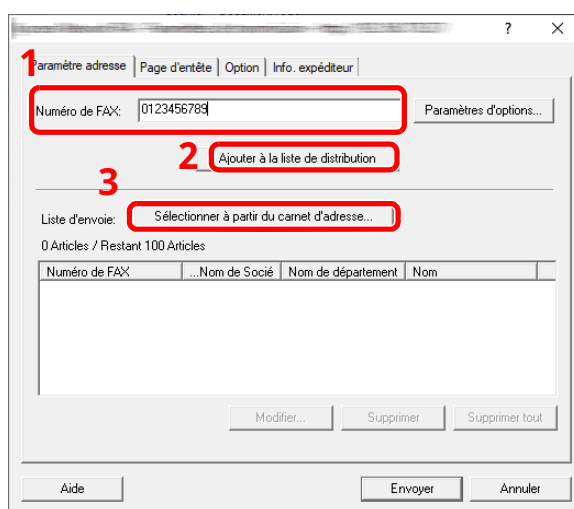 ?
1
Paramètre adresse Page d'entête Option Info. expéditeur
Numéro de FAX: 0123456789 Paramètres d'options...
2 Ajouter à la liste de distribution
3
Liste d'envoie: Sélectionner à partir du carnet d'adresse...
0 Articles / Restant 100 Articles
Numéro de FAX ...Nom de Socié Nom de département Nom
Modifier... Supprimer Supprimer tout
Aide Envoyer Annuler